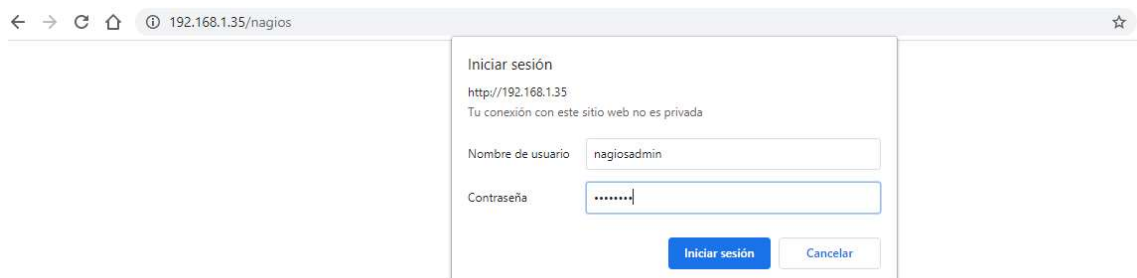 192.168.1.35/nagios
Iniciar sesión
http://192.168.1.35
Tu conexión con este sitio web no es privada
Nombre de usuario nagiosadmin
Contraseña ••••••••
Iniciar sesión Cancelar